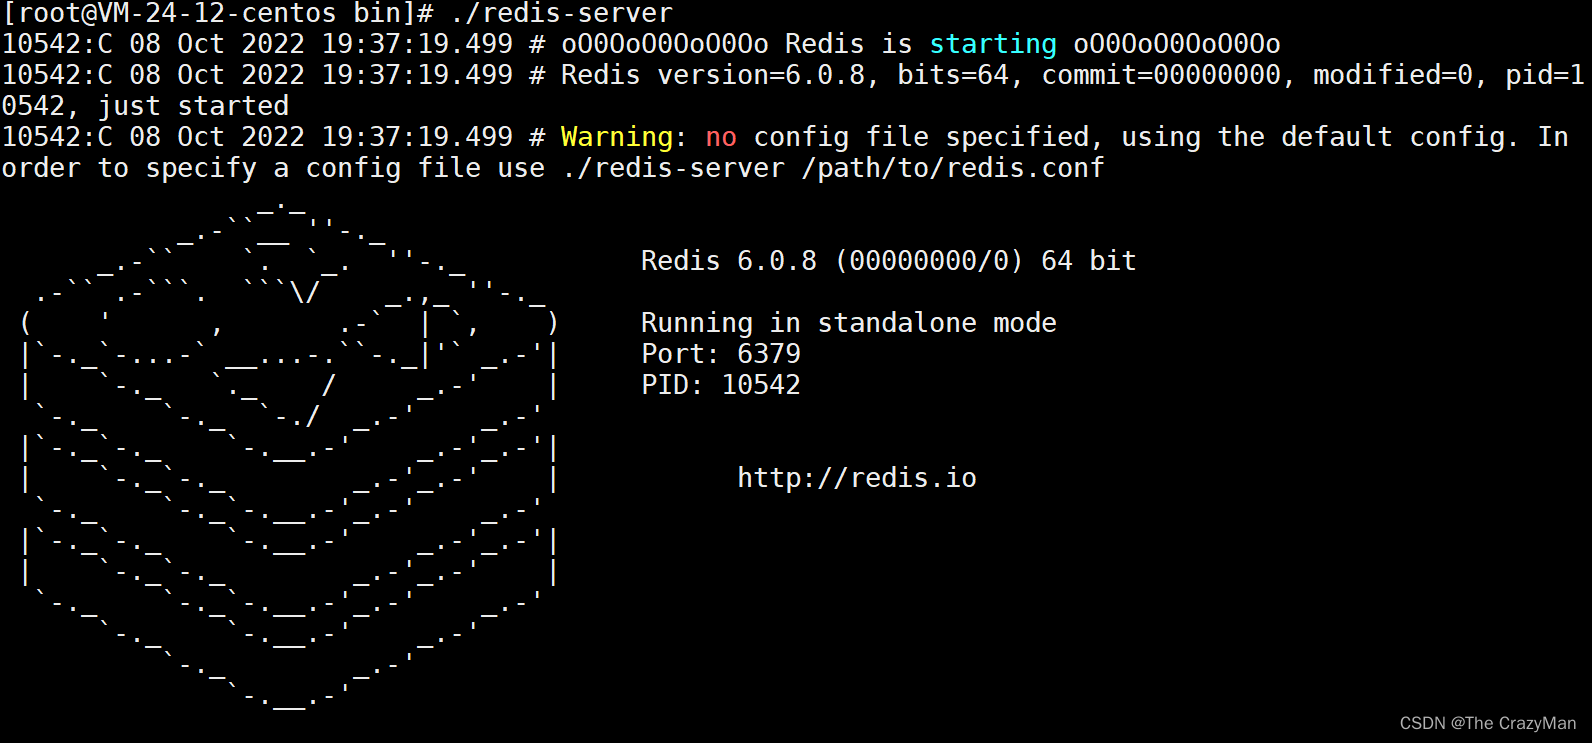 [root@VM-24-12-centos bin]# ./redis-server
10542:C 08 Oct 2022 19:37:19.499 # oO0OoO0OoO0Oo Redis is starting oO0OoO0OoO0Oo
10542:C 08 Oct 2022 19:37:19.499 # Redis version=6.0.8, bits=64, commit=00000000, modified=0, pid=1
0542, just started
10542:C 08 Oct 2022 19:37:19.499 # Warning: no config file specified, using the default config. In
order to specify a config file use ./redis-server /path/to/redis.conf
Redis 6.0.8 (00000000/0) 64 bit
Running in standalone mode
Port: 6379
PID: 10542
http://redis.io
CSDN @The CrazyMan